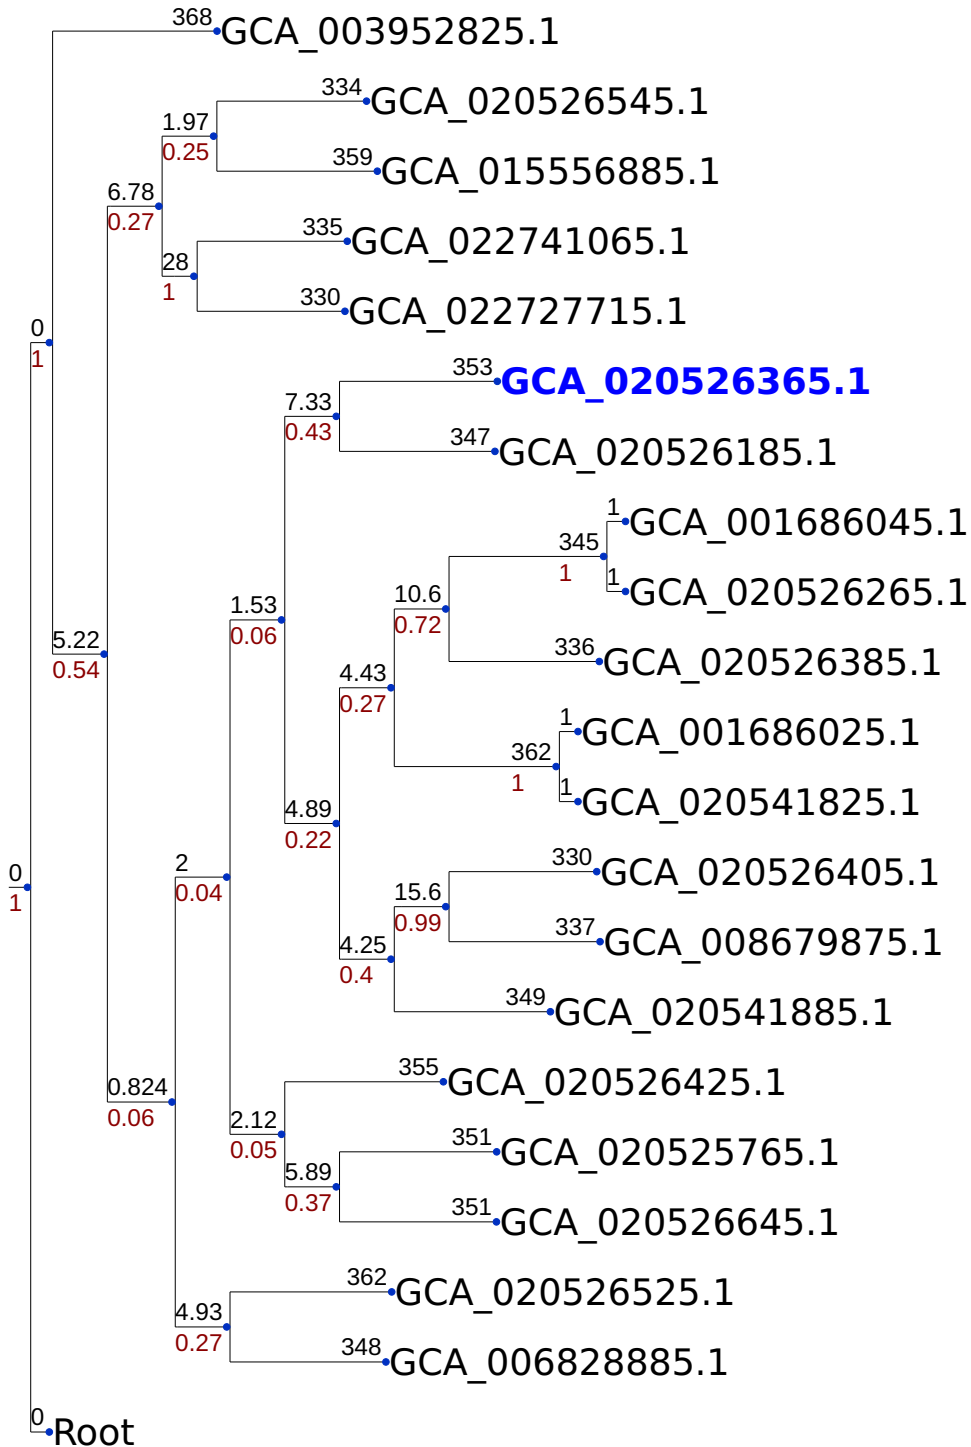 368 GCA_003952825.1
334 GCA_020526545.1
1.97
0.25
359 GCA_015556885.1
6.78
0.27
335 GCA_022741065.1
28
1
330 GCA_022727715.1
0
1
353 GCA_020526365.1
7.33
0.43
347 GCA_020526185.1
1 GCA_001686045.1
345
1
1 GCA_020526265.1
10.6
0.72
1.53
0.06
5.22
0.54
336 GCA_020526385.1
4.43
0.27
1 GCA_001686025.1
362
1
1 GCA_020541825.1
4.89
0.22
2
0.04
0
1
330 GCA_020526405.1
15.6
0.99
337 GCA_008679875.1
4.25
0.4
349 GCA_020541885.1
355 GCA_020526425.1
0.824
0.06
2.12
0.05
351 GCA_020525765.1
5.89
0.37
351 GCA_020526645.1
362 GCA_020526525.1
4.93
0.27
348 GCA_006828885.1
0 Root